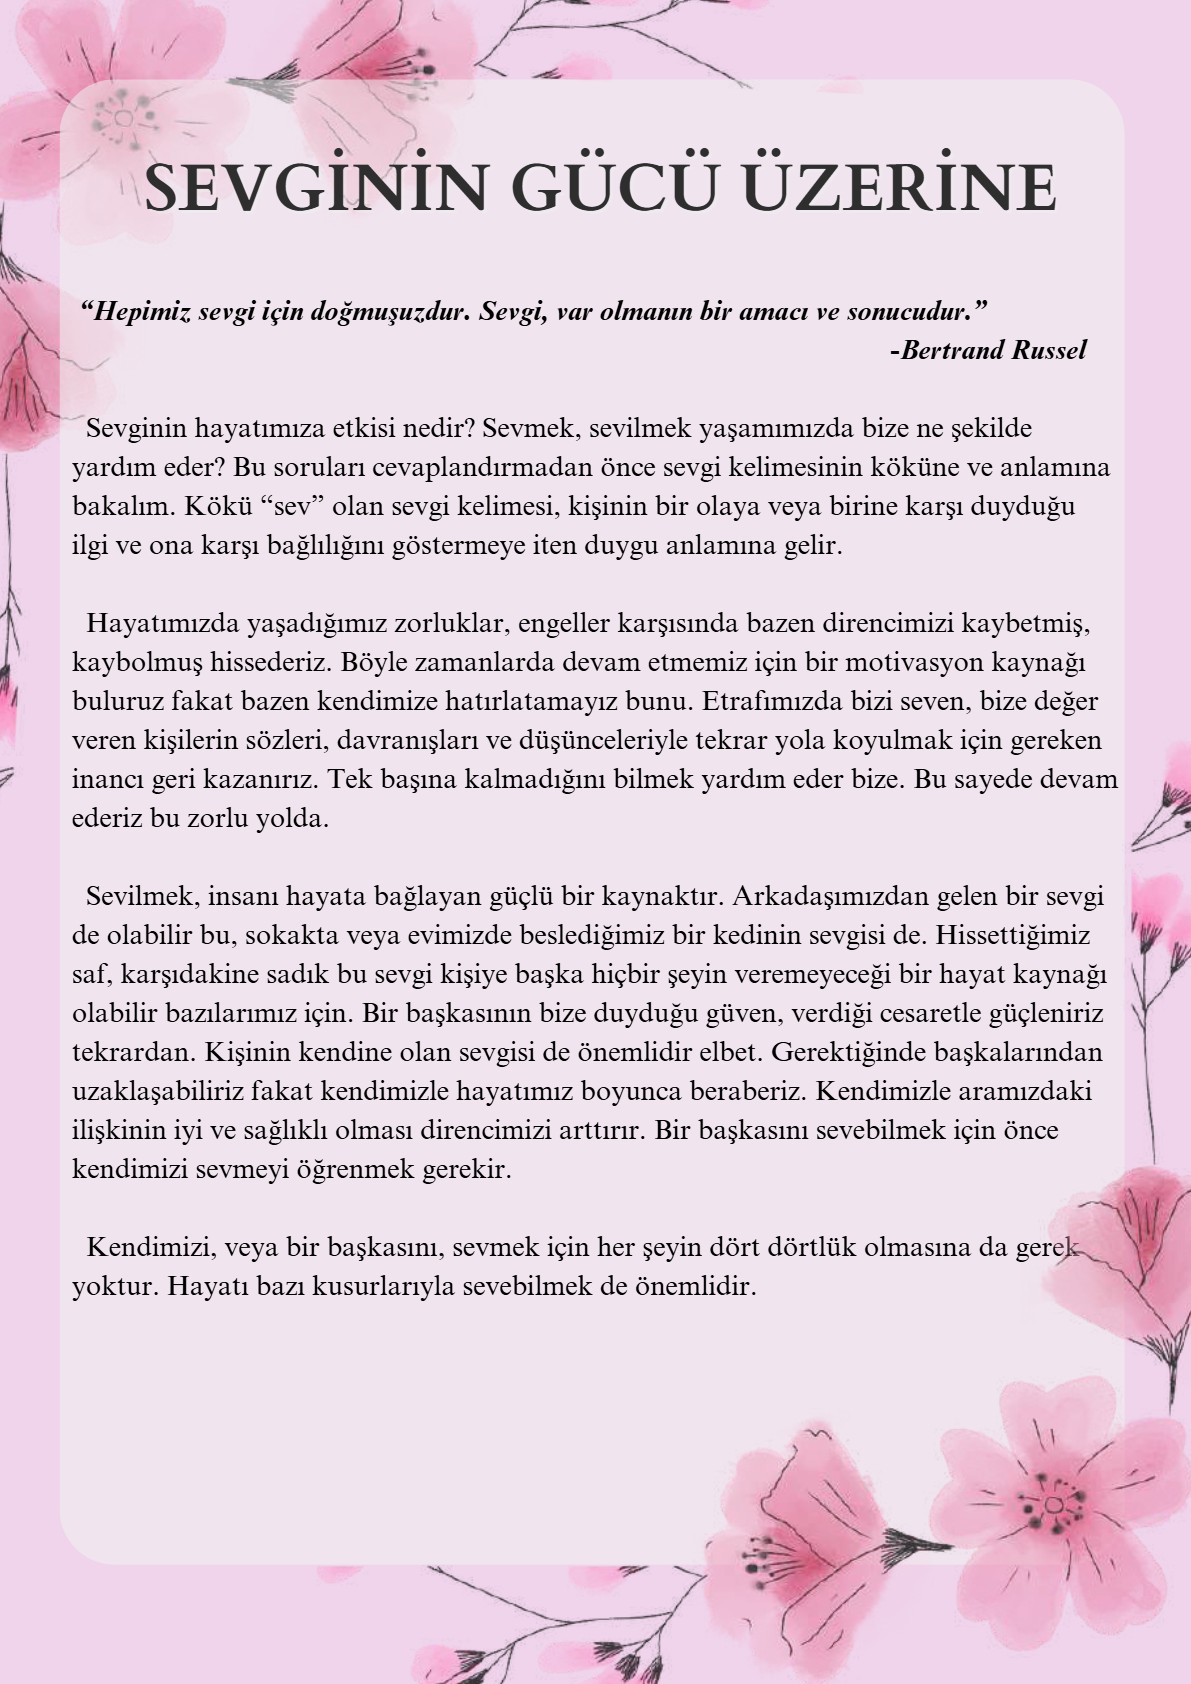 SEVGİNİN GÜCÜ ÜZERİNE
“Hepimiz sevgi için doğmuşuzdur. Sevgi, var olmanın bir amacı ve sonucudur.”
-Bertrand Russel
Sevginin hayatımıza etkisi nedir? Sevmek, sevilmek yaşamımızda bize ne şekilde
yardım eder? Bu soruları cevaplandırmadan önce sevgi kelimesinin köküne ve anlamına
bakalım. Kökü “sev” olan sevgi kelimesi, kişinin bir olaya veya birine karşı duyduğu
ilgi ve ona karşı bağlılığını göstermeye iten duygu anlamına gelir.
Hayatımızda yaşadığımız zorluklar, engeller karşısında bazen direncimizi kaybetmiş,
kaybolmuş hissederiz. Böyle zamanlarda devam etmemiz için bir motivasyon kaynağı
buluruz fakat bazen kendimize hatırlatamayız bunu. Etrafımızda bizi seven, bize değer
veren kişilerin sözleri, davranışları ve düşünceleriyle tekrar yola koyulmak için gereken
inancı geri kazanırız. Tek başına kalmadığını bilmek yardım eder bize. Bu sayede devam
ederiz bu zorlu yolda.
Sevilmek, insanı hayata bağlayan güçlü bir kaynaktır. Arkadaşımızdan gelen bir sevgi
de olabilir bu, sokakta veya evimizde beslediğimiz bir kedinin sevgisi de. Hissettiğimiz
saf, karşıdakine sadık bu sevgi kişiye başka hiçbir şeyin veremeyeceği bir hayat kaynağı
olabilir bazılarımız için. Bir başkasının bize duyduğu güven, verdiği cesaretle güçleniriz
tekrardan. Kişinin kendine olan sevgisi de önemlidir elbet. Gerektiğinde başkalarından
uzaklaşabiliriz fakat kendimizle hayatımız boyunca beraberiz. Kendimizle aramızdaki
ilişkinin iyi ve sağlıklı olması direncimizi arttırır. Bir başkasını sevebilmek için önce
kendimizi sevmeyi öğrenmek gerekir.
Kendimizi, veya bir başkasını, sevmek için her şeyin dört dörtlük olmasına da gerek
yoktur. Hayatı bazı kusurlarıyla sevebilmek de önemlidir.